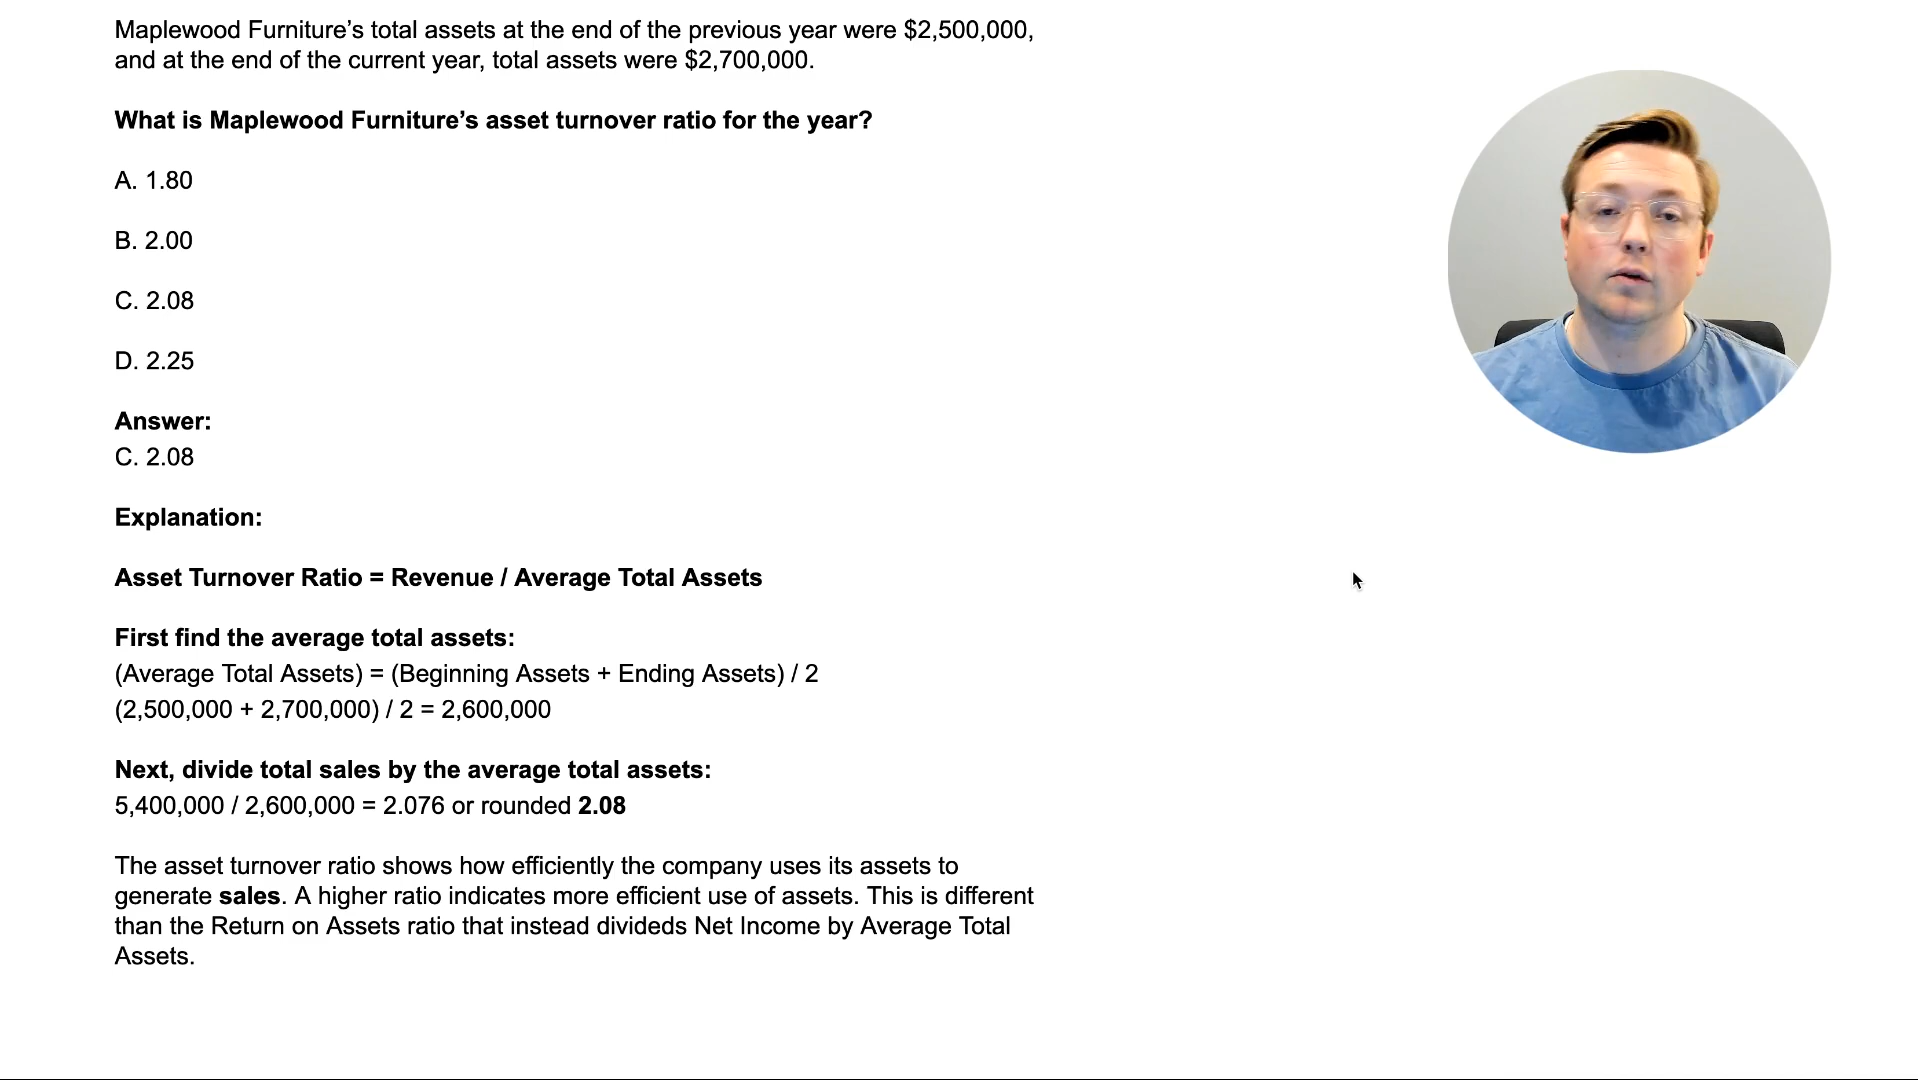 Maplewood Furniture’s total assets at the end of the previous year were $2,500,000,
and at the end of the current year, total assets were $2,700,000.
What is Maplewood Furniture’s asset turnover ratio for the year?
A. 1.80
B. 2.00
C. 2.08
D. 2.25
Answer:
C. 2.08
Explanation:
Asset Turnover Ratio = Revenue / Average Total Assets
First find the average total assets:
(Average Total Assets) = (Beginning Assets + Ending Assets) / 2
(2,500,000 + 2,700,000) / 2 = 2,600,000
Next, divide total sales by the average total assets:
5,400,000 / 2,600,000 = 2.076 or rounded 2.08
The asset turnover ratio shows how efficiently the company uses its assets to
generate sales. A higher ratio indicates more efficient use of assets. This is different
than the Return on Assets ratio that instead divideds Net Income by Average Total
Assets.